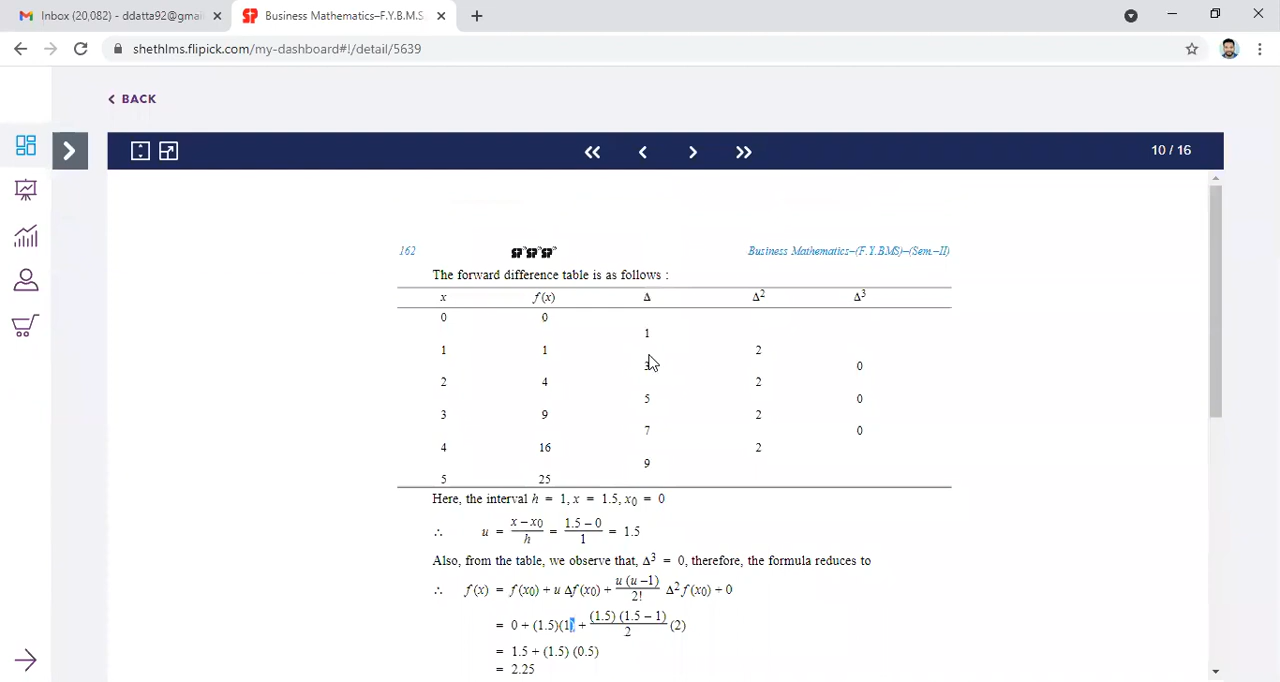 Inbox (20,082) - ddatta92@gmai
Business Mathematics–F.Y.B.M.S.
shethlms.flipick.com/my-dashboard#!/detail/5639
BACK
10 / 16
162
Business Mathematics–(F.Y.BMS)–(Sem.–II)
The forward difference table is as follows :
x f(x) Δ Δ² Δ³
0 0
1
1 1 2
3 0
2 4 2
5 0
3 9 2
7 0
4 16 2
9
5 25
Here, the interval h = 1, x = 1.5, x₀ = 0
∴ u = (x – x₀)/h = (1.5 – 0)/1 = 1.5
Also, from the table, we observe that, Δ³ = 0, therefore, the formula reduces to
∴ f(x) = f(x₀) + u Δf(x₀) + u (u –1)/2! Δ² f(x₀) + 0
= 0 + (1.5)(1) + (1.5) (1.5 – 1)/2 (2)
= 1.5 + (1.5) (0.5)
= 2.25